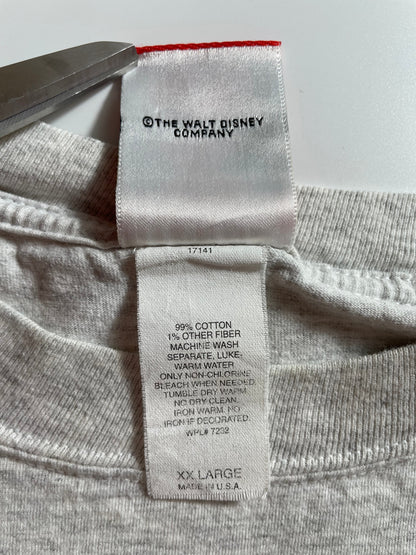 ©THE WALT DISNEY
COMPANY
17141
99% COTTON
1% OTHER FIBER
MACHINE WASH
SEPARATE, LUKE-
WARM WATER
ONLY NON-CHLORINE
BLEACH WHEN NEEDED.
TUMBLE DRY WARM.
NO DRY CLEAN.
IRON WARM. NO
IRON IF DECORATED.
WPL# 7232
XX LARGE
MADE IN U.S.A.